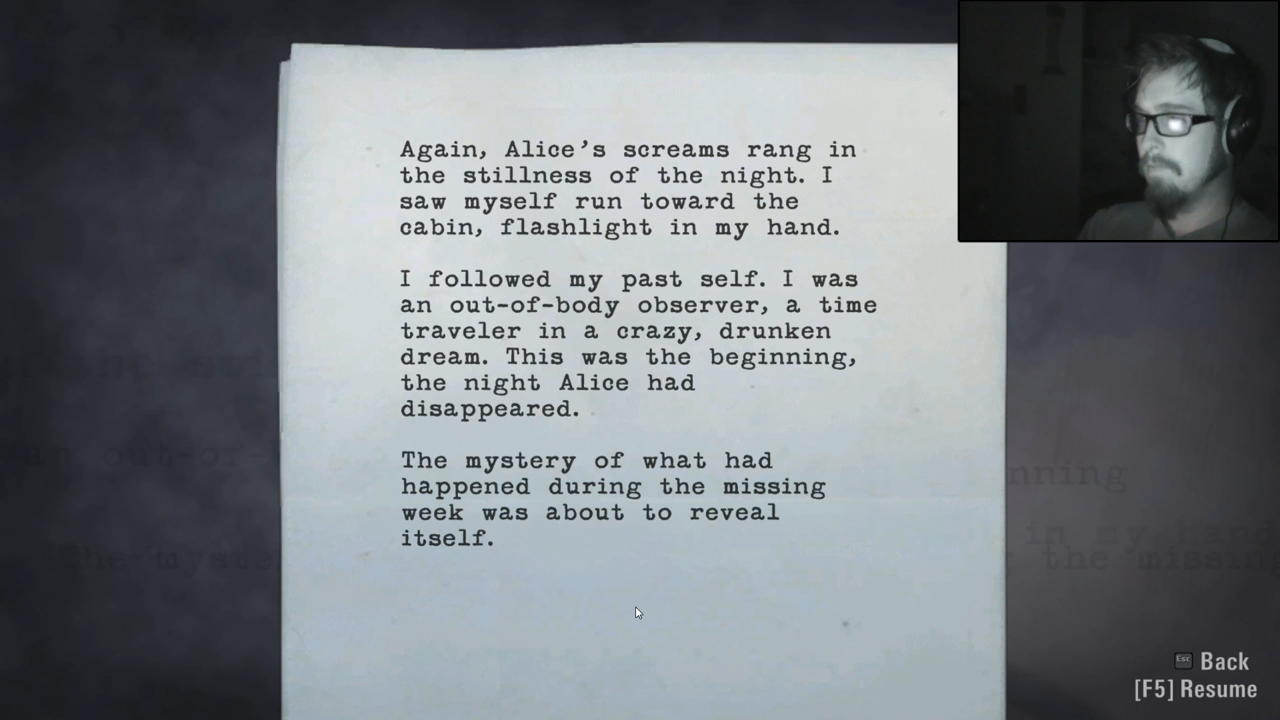 Again, Alice's screams rang in
the stillness of the night. I
saw myself run toward the
cabin, flashlight in my hand.
I followed my past self. I was
an out-of-body observer, a time
traveler in a crazy, drunken
dream. This was the beginning,
the night Alice had
disappeared.
The mystery of what had
happened during the missing
week was about to reveal
itself.
Esc Back
[F5] Resume